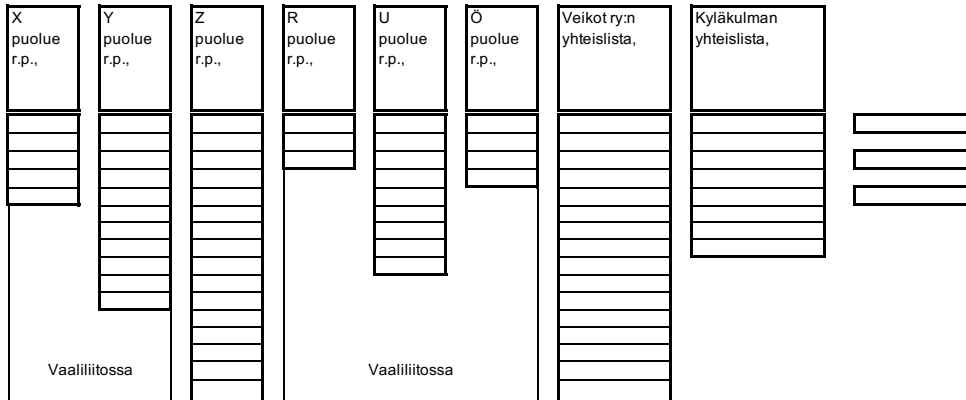 X
puolue
r.p.,
Y
puolue
r.p.,
Z
puolue
r.p.,
R
puolue
r.p.,
U
puolue
r.p.,
Ö
puolue
r.p.,
Veikot ry:n
yhteislista,
Kyläkulman
yhteislista,
Vaaliliitossa
Vaaliliitossa